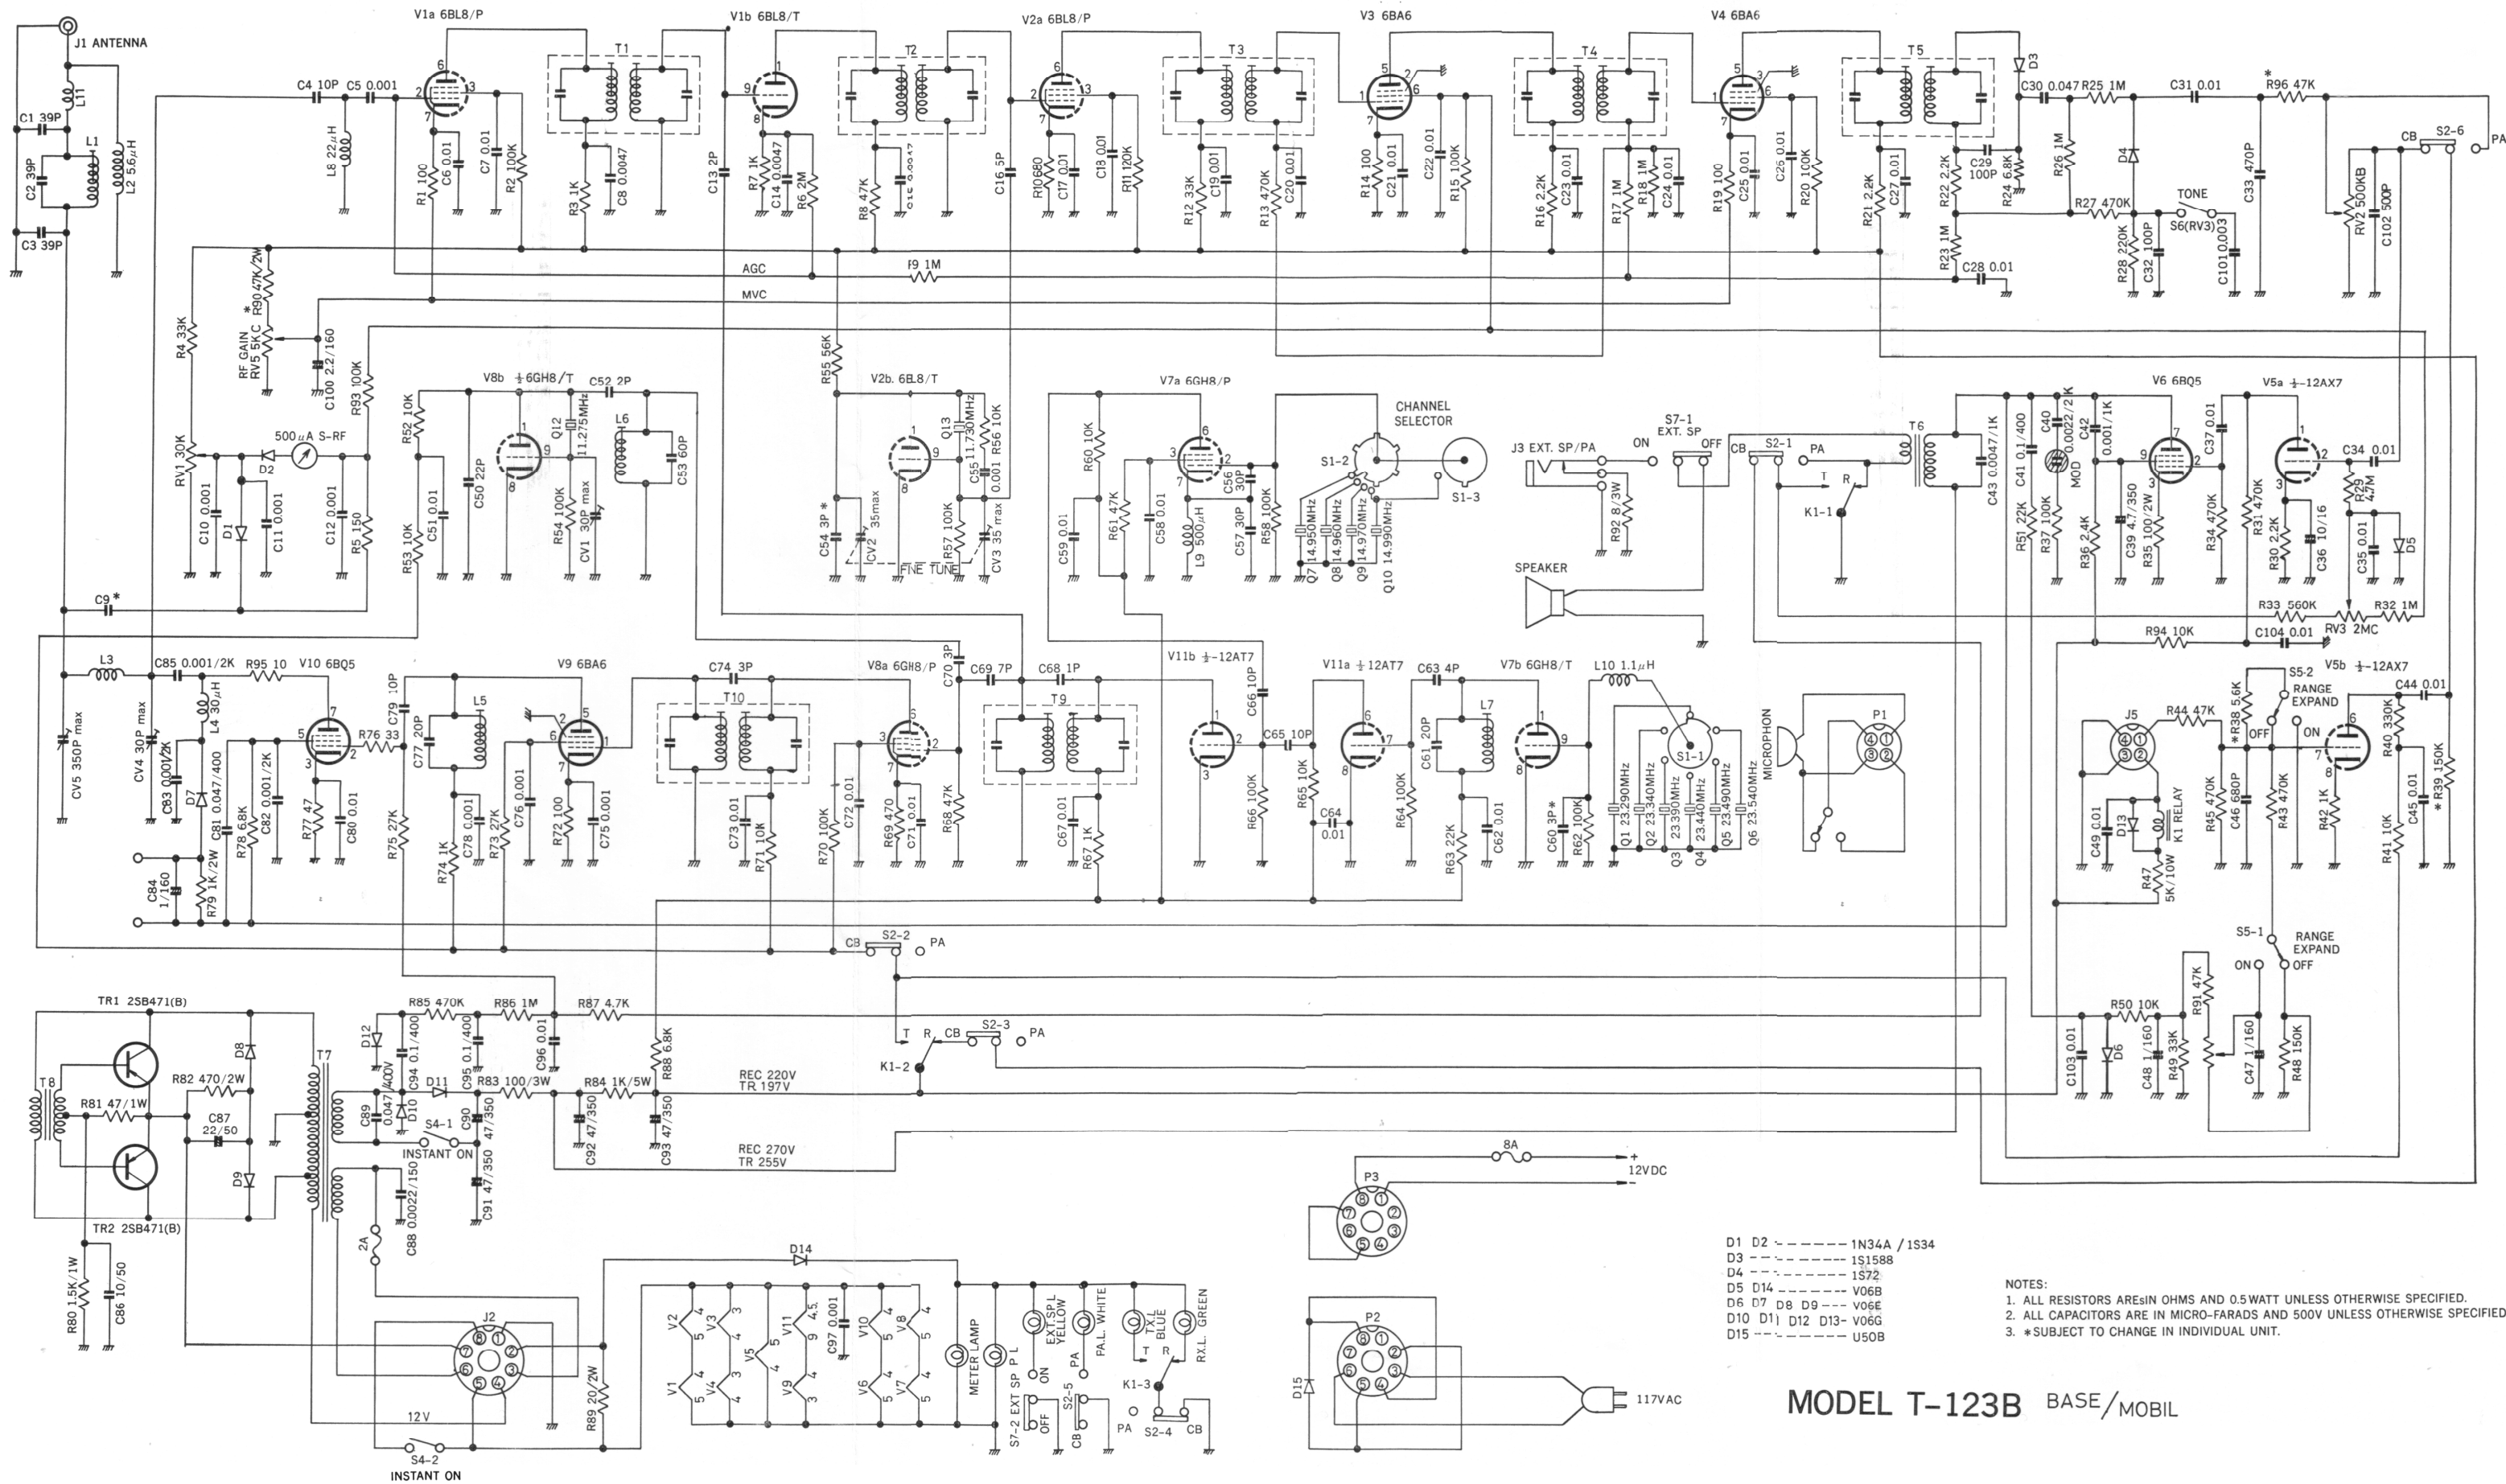 V1a 6BL8/P
V1b 6BL8/T
V2a 6BL8/P
V3 6BA6
V4 6BA6
J1 ANTENNA
T1
T2
T3
T4
T5
D3
L11
C1 39P
L1
C2 39P
L2 5.6μH
C3 39P
C4 10P
C5 0.001
L8 22μH
R1 100
C6 0.01
C7 0.01
R2 100K
R3 1K
C8 0.0047
C13 2P
R7 1K
C14 0.0047
R6 2M
R8 47K
C16 5P
R10 680
C17 0.01
C18 0.01
R11 120K
R12 33K
C19 .001
R13 470K
C20 0.01
R14 100
C21 0.01
C22 0.01
R15 100K
R16 2.2K
C23 0.01
R17 1M
R18 1M
C24 0.01
R19 100
C25 0.01
C26 0.01
R20 100K
R21 2.2K
C27 0.01
R22 2.2K
C29 100P
R24 6.8K
R23 1M
C28 0.01
C30 0.047
R25 1M
C31 0.01
* R96 47K
R26 1M
D4
R27 470K
TONE
S6(RV3)
R28 220K
C32 100P
C101 0.003
C33 470P
RV2 500KB
C102 500P
CB S2-6 PA
AGC
MVC
R4 33K
* R90 47K/2W
RF GAIN
RV5 5KC
C100 2.2/160
R93 100K
RV1 30K
500μA S-RF
D2
D1
C10 0.001
C11 0.001
C12 0.001
R5 150
C9 *
R52 10K
R53 10K
C51 0.01
C50 22P
V8b ½6GH8/T
C52 2P
Q12
11.275MHz
R54 100K
CV1 30P max
L6
C53 60P
R55 56K
V2b. 6BL8/T
Q13
11.730MHz
R56 10K
C55
0.001
C54 3P *
CV2 35max
R57 100K
CV3 35 max
FINE TUNE
V7a 6GH8/P
R60 10K
C59 0.01
R61 47K
C58 0.01
L9 500μH
C56 30P
C57 30P
R58 100K
CHANNEL
SELECTOR
S1-2
S1-3
Q7 14.950MHz
Q8 14.960MHz
Q9 14.970MHz
Q10 14.990MHz
J3 EXT. SP/PA
ON
S7-1
EXT. SP
OFF
R92 8/3W
SPEAKER
CB S2-1 PA
T R
K1-1
T6
C43 0.0047/1K
C41 0.1/400
C40
0.0022/2K
MOD
R51 22K
R37 100K
C42
0.001/1K
R36 2.4K
V6 6BQ5
C39 4.7/350
R35 100/2W
C37 0.01
R34 470K
R31 470K
V5a ½-12AX7
C34 0.01
R29
4.7M
R30 2.2K
C36 10/16
C35 0.01
D5
R33 560K
RV3 2MC
R32 1M
R94 10K
C104 0.01
L3
C85 0.001/2K
R95 10
V10 6BQ5
CV5 350P max
CV4 30P max
L4 30μH
C83 0.001/2K
D7
C81 0.047/400
R78 6.8K
C82 0.001/2K
R77 47
C80 0.01
C84
1/160
R79 1K/2W
R76 33
C79 10P
R75 27K
V9 6BA6
L5
C77 20P
R74 1K
C78 0.001
R73 27K
C76 0.001
R72 100
C75 0.001
C74 3P
T10
C73 0.01
R71 10K
R70 100K
C72 0.01
V8a 6GH8/P
C70 3P
R69 470
C71 0.01
R68 47K
C69 7P
C68 1P
T9
C67 0.01
R67 1K
V11b ½-12AT7
C66 10P
R66 100K
C65 10P
R65 10K
C64
0.01
V11a ½ 12AT7
R64 100K
C63 4P
C61 20P
L7
R63 22K
C62 0.01
V7b 6GH8/T
L10 1.1μH
C60 3P*
R62 100K
S1-1
Q1 23.290MHz
Q2 23.340MHz
Q3 23.390MHz
Q4 23.440MHz
Q5 23.490MHz
Q6 23.540MHz
MICROPHON
P1
J5
R44 47K
*R38 5.6K
S5-2
RANGE
EXPAND
OFF
ON
V5b ½-12AX7
C44 0.01
R40 330K
* R39 150K
C49 0.01
D13
K1 RELAY
R47
5K/10W
R45 470K
C46 680P
R43 470K
R42 1K
C45 0.01
R41 10K
S5-1
RANGE
EXPAND
ON OFF
R50 10K
R91 47K
C103 0.01
D6
C48 1/160
R49 33K
C47 1/160
R48 150K
CB S2-2 PA
T R CB S2-3 PA
K1-2
TR1 2SB471(B)
TR2 2SB471(B)
T8
R81 47/1W
R82 470/2W
C87
22/50
D8
D9
T7
R80 1.5K/1W
C86 10/50
D12
R85 470K
R86 1M
R87 4.7K
C94 0.1/400
C95 0.1/400
C96 0.01
C89
0.047/400V
D10
D11
R83 100/3W
R84 1K/5W
R88 6.8K
S4-1
INSTANT ON
C90
47/350
C91 47/350
C92 47/350
C93 47/350
REC 220V
TR 197V
REC 270V
TR 255V
C88 0.0022/150
2A
J2
12V
S4-2
INSTANT ON
R89 20/2W
D14
V2
V3
V11
V10
V8
V5
V1
V4
V9
V6
V7
C97 0.001
METER LAMP
S7-2 EXT SP P L
ON
OFF
EXT.SP.L
YELLOW
PA.L. WHITE
PA
S2-5
CB
TX.L
BLUE
RX.L. GREEN
T R
K1-3
PA S2-4 CB
8A
+
12VDC
−
P3
P2
D15
117VAC
D1 D2 ------- 1N34A / 1S34
D3 ------- 1S1588
D4 ------- 1S72
D5 D14 ------- V06B
D6 D7 D8 D9 --- V06E
D10 D11 D12 D13- V06G
D15 ------- U50B
NOTES:
1. ALL RESISTORS AREsIN OHMS AND 0.5WATT UNLESS OTHERWISE SPECIFIED.
2. ALL CAPACITORS ARE IN MICRO-FARADS AND 500V UNLESS OTHERWISE SPECIFIED
3. *SUBJECT TO CHANGE IN INDIVIDUAL UNIT.
MODEL T-123B BASE/MOBIL